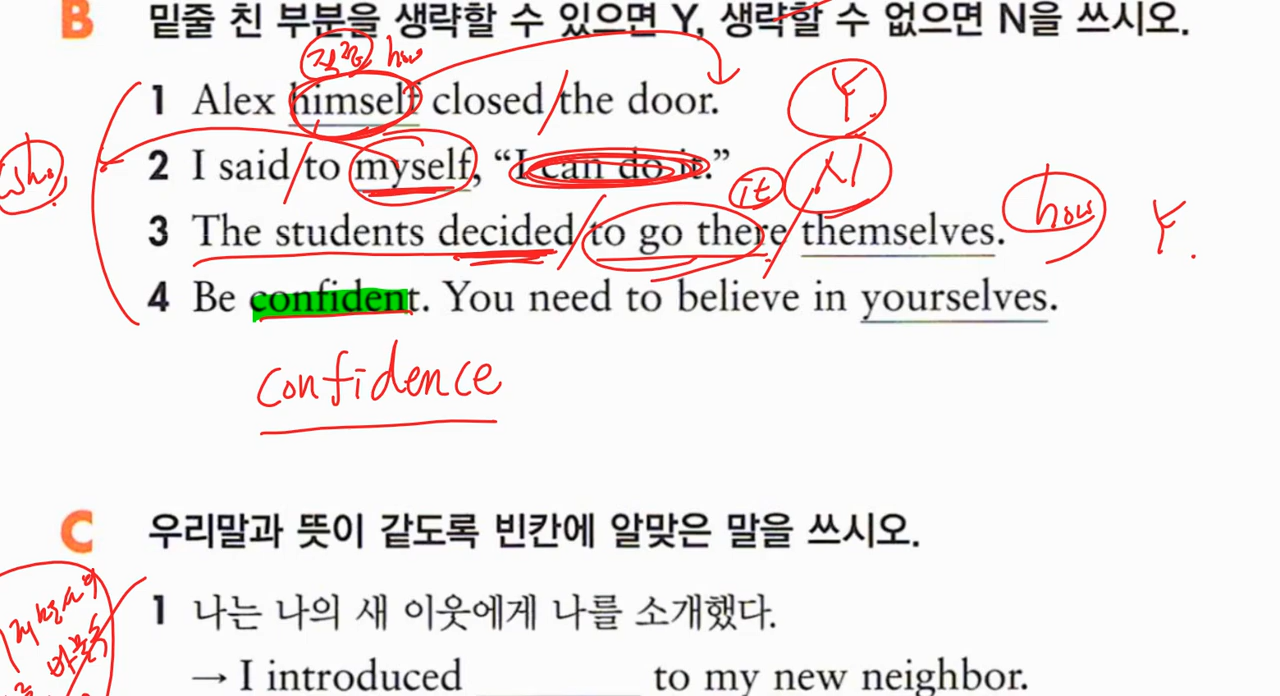 B 밑줄 친 부분을 생략할 수 있으면 Y, 생략할 수 없으면 N을 쓰시오.
how
1 Alex himself closed the door. Y
2 I said to myself, “I can do it.” N
it
3 The students decided to go there themselves. how Y.
4 Be confident. You need to believe in yourselves.
confidence
C 우리말과 뜻이 같도록 빈칸에 알맞은 말을 쓰시오.
1 나는 나의 새 이웃에게 나를 소개했다.
→ I introduced ______ to my new neighbor.